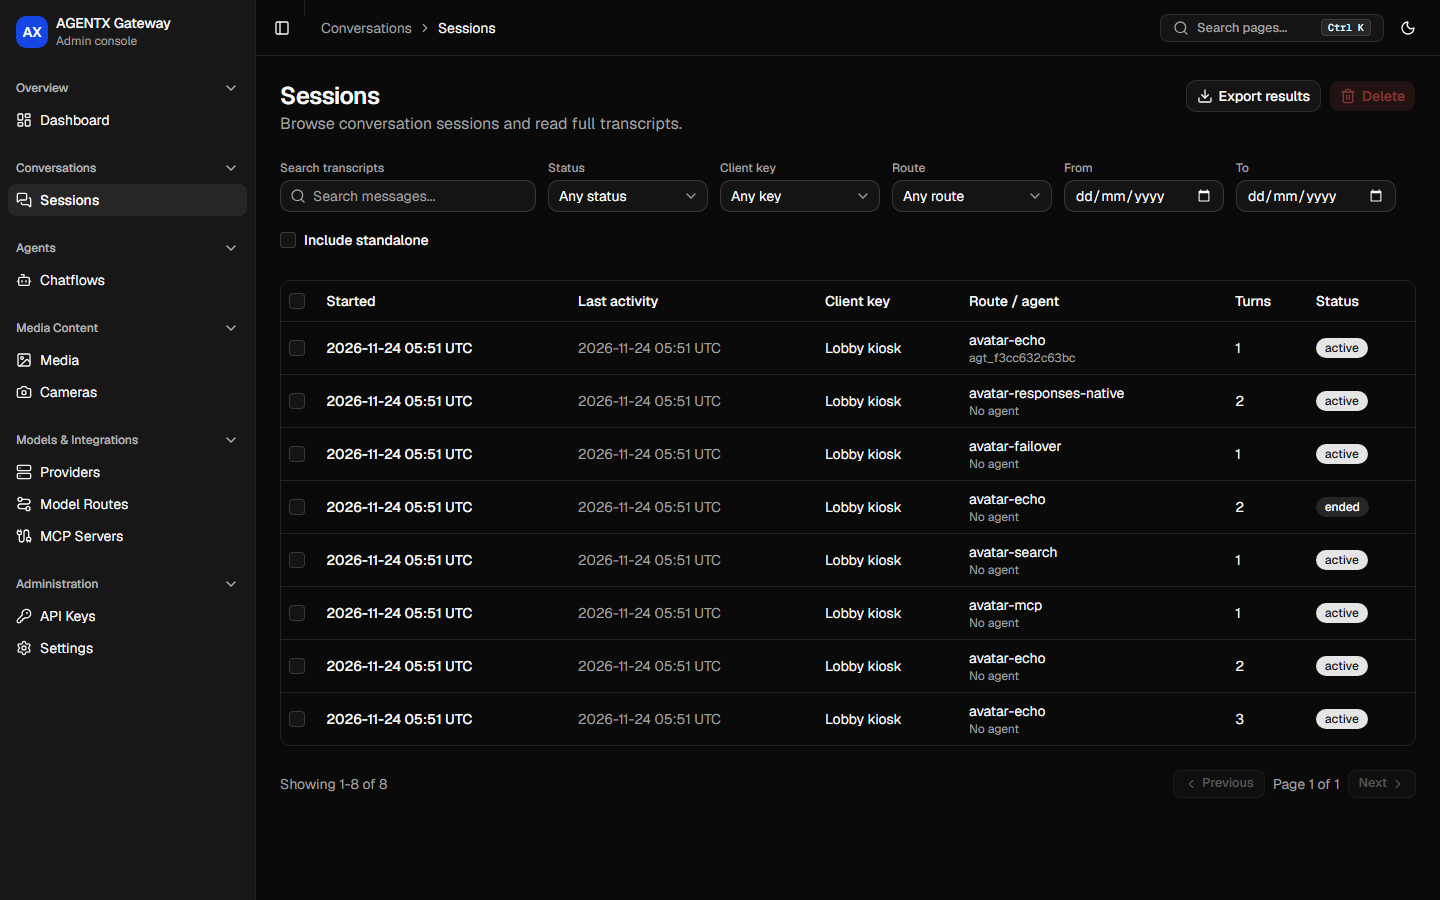 AX
AGENTX Gateway
Admin console
Overview
Dashboard
Conversations
Sessions
Agents
Chatflows
Media Content
Media
Cameras
Models & Integrations
Providers
Model Routes
MCP Servers
Administration
API Keys
Settings
Conversations > Sessions
Search pages... Ctrl K
Sessions
Browse conversation sessions and read full transcripts.
Export results
Delete
Search transcripts Status Client key Route From To
Search messages... Any status Any key Any route dd/mm/yyyy dd/mm/yyyy
Include standalone
Started Last activity Client key Route / agent Turns Status
2026-11-24 05:51 UTC 2026-11-24 05:51 UTC Lobby kiosk avatar-echo 1 active
agt_f3cc632c63bc
2026-11-24 05:51 UTC 2026-11-24 05:51 UTC Lobby kiosk avatar-responses-native 2 active
No agent
2026-11-24 05:51 UTC 2026-11-24 05:51 UTC Lobby kiosk avatar-failover 1 active
No agent
2026-11-24 05:51 UTC 2026-11-24 05:51 UTC Lobby kiosk avatar-echo 2 ended
No agent
2026-11-24 05:51 UTC 2026-11-24 05:51 UTC Lobby kiosk avatar-search 1 active
No agent
2026-11-24 05:51 UTC 2026-11-24 05:51 UTC Lobby kiosk avatar-mcp 1 active
No agent
2026-11-24 05:51 UTC 2026-11-24 05:51 UTC Lobby kiosk avatar-echo 2 active
No agent
2026-11-24 05:51 UTC 2026-11-24 05:51 UTC Lobby kiosk avatar-echo 3 active
No agent
Showing 1-8 of 8
Previous Page 1 of 1 Next